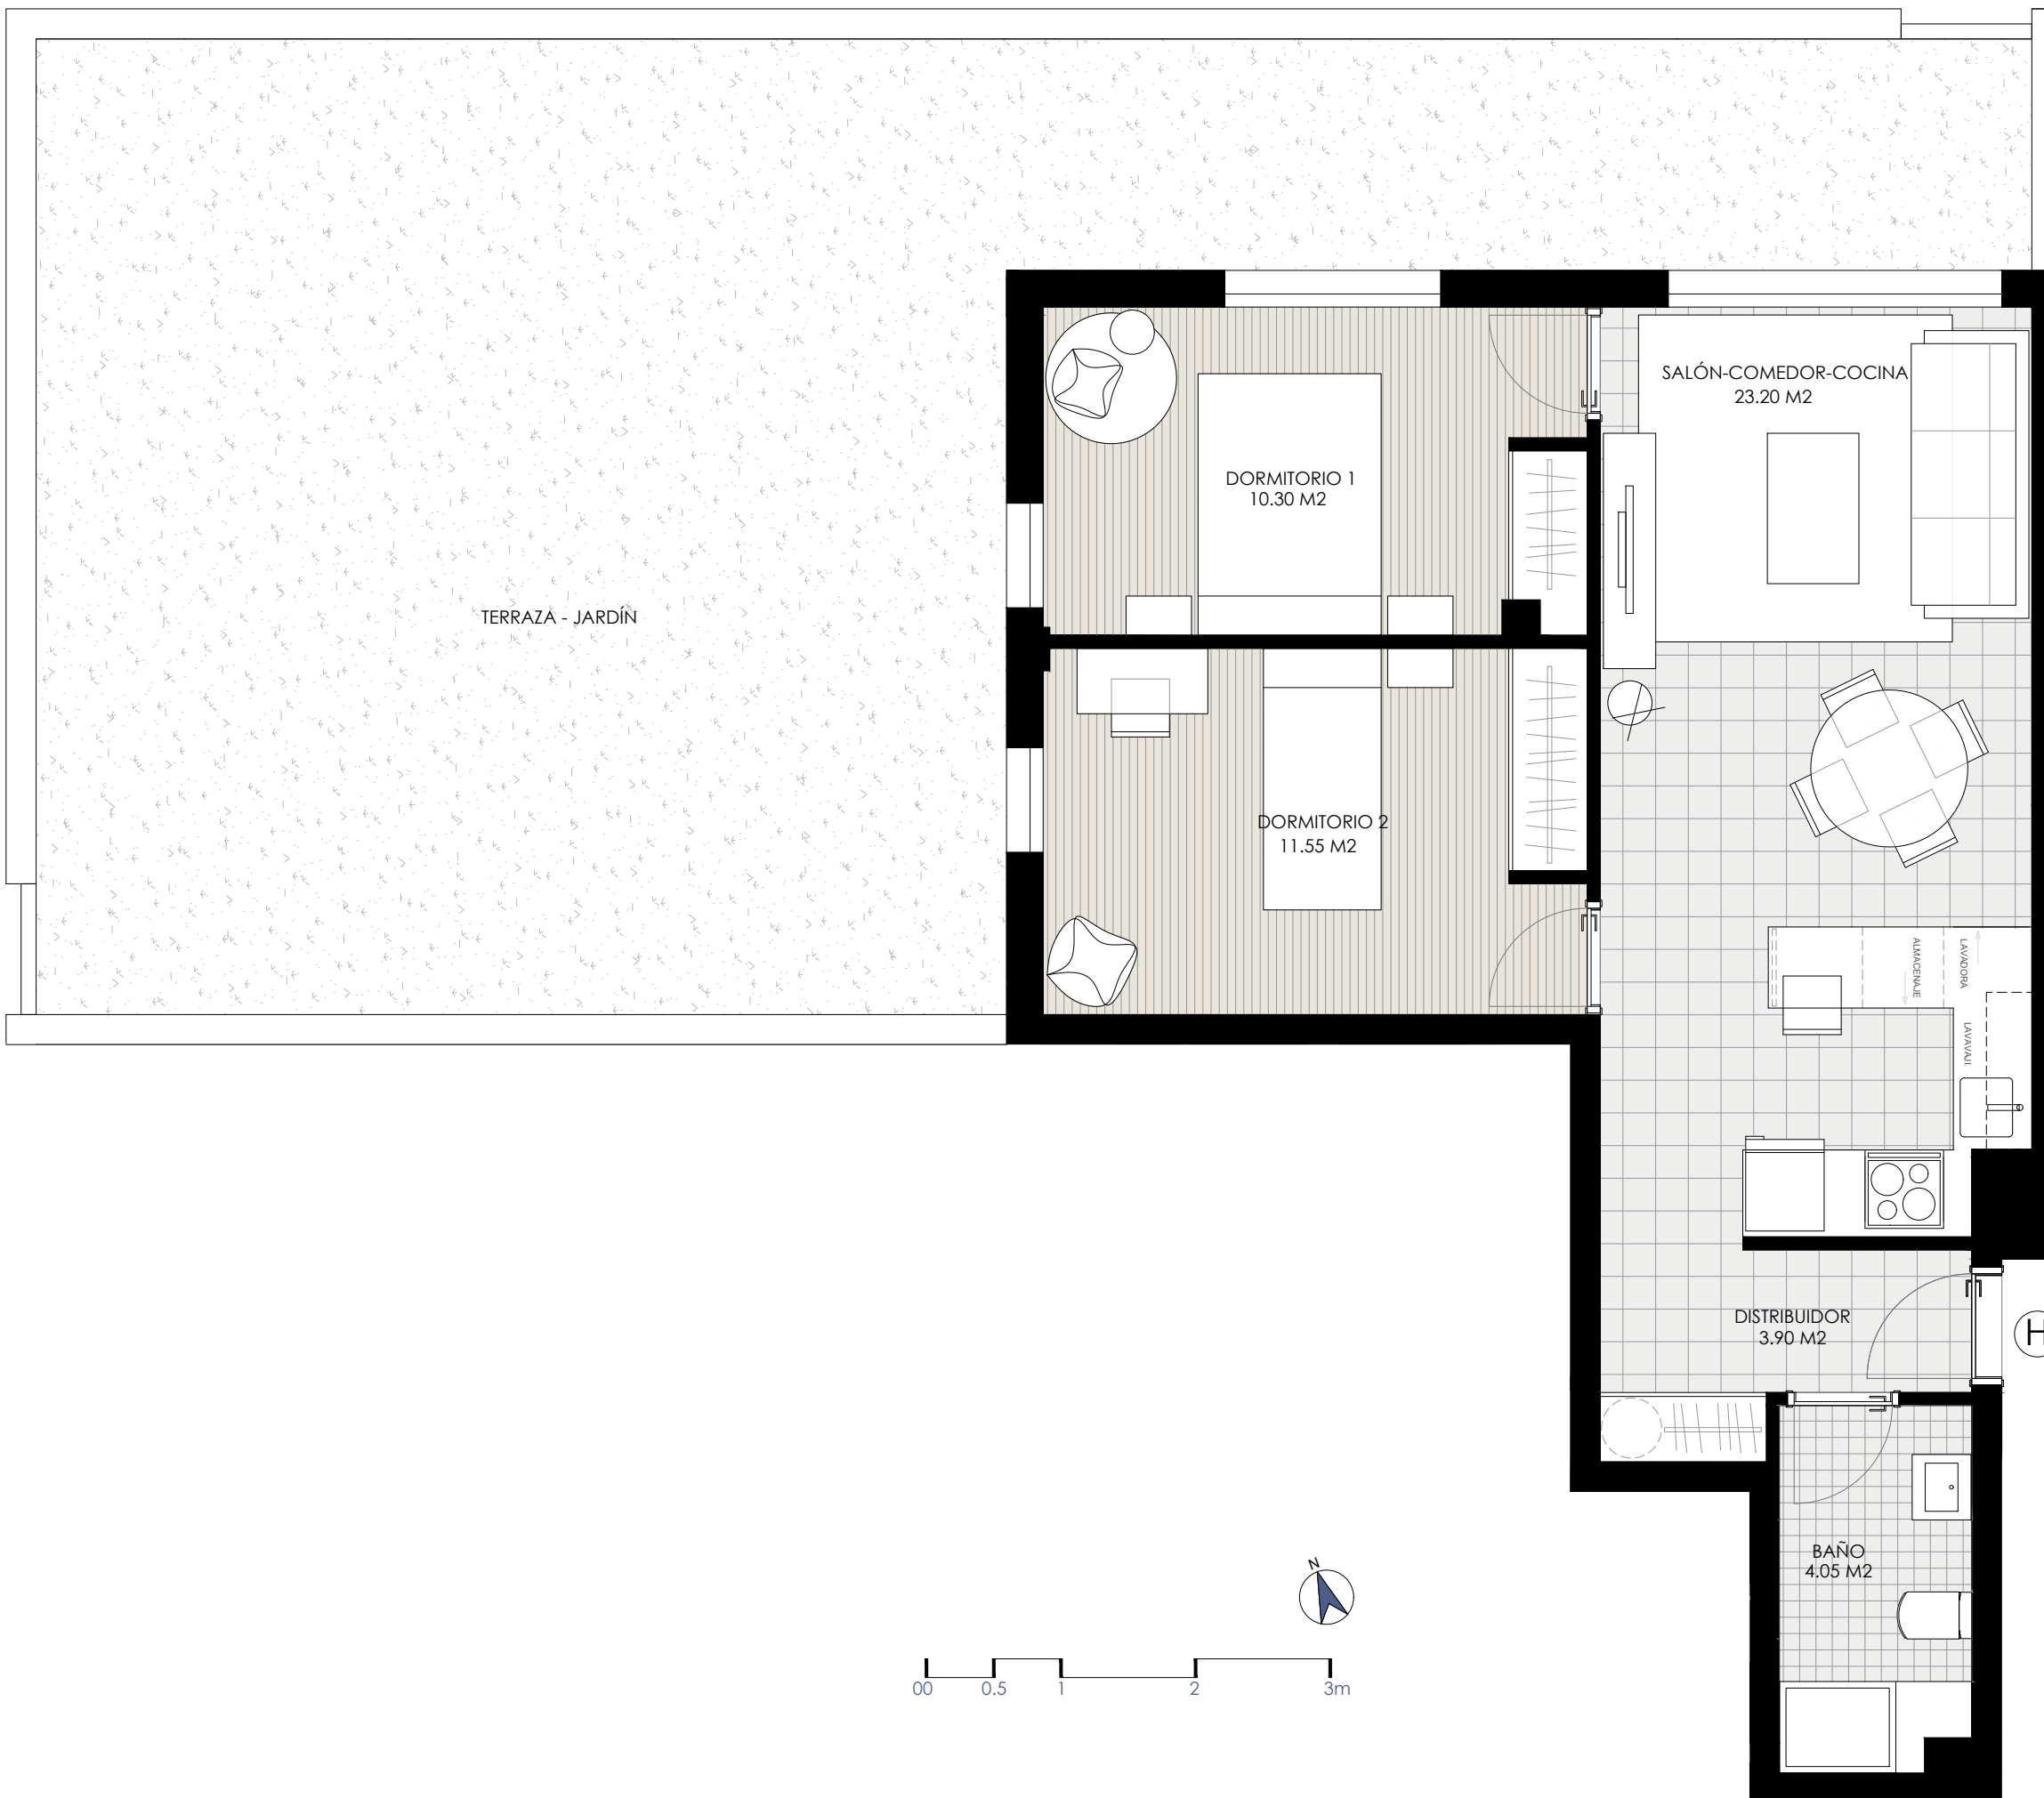 SALÓN-COMEDOR-COCINA
23.20 M2
DORMITORIO 1
10.30 M2
TERRAZA - JARDÍN
DORMITORIO 2
11.55 M2
ALMACENAJE
LAVADORA
LAVAVAJI.
DISTRIBUIDOR
3.90 M2
H
BAÑO
4.05 M2
N
00 0.5 1 2 3m